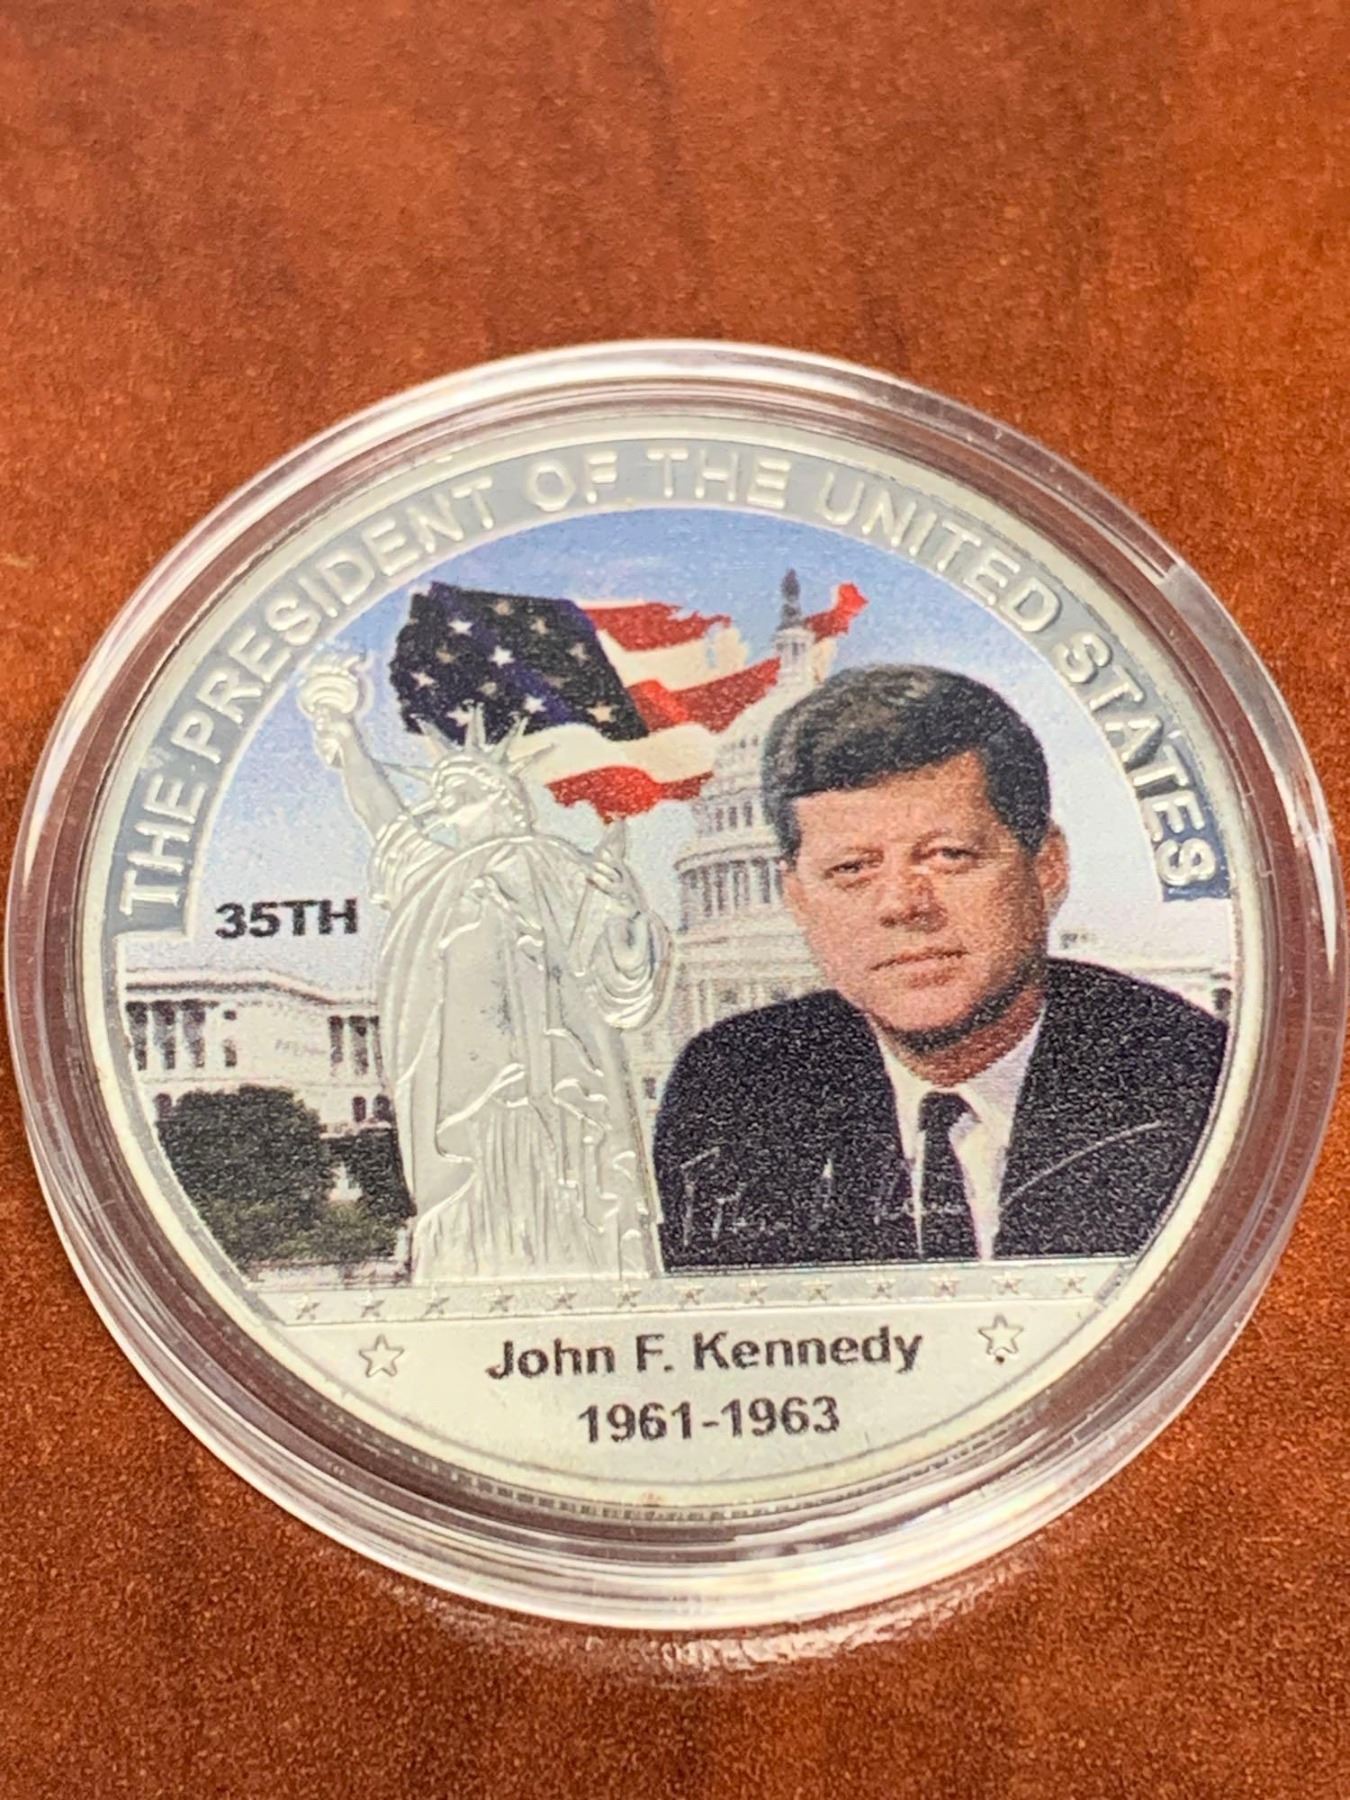 THE PRESIDENT OF THE UNITED STATES
35TH
John F. Kennedy
1961-1963